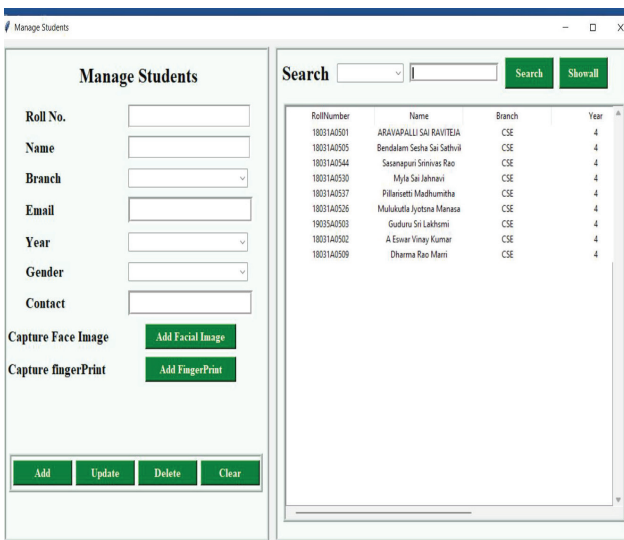 Manage Students
Manage Students
Roll No.
Name
Branch
Email
Year
Gender
Contact
Capture Face Image Add Facial Image
Capture fingerPrint Add FingerPrint
Add Update Delete Clear
Search Search Showall
RollNumber Name Branch Year
18031A0501 ARAVAPALLI SAI RAVITEJA CSE 4
18031A0505 Bendalam Sesha Sai Sathvil CSE 4
18031A0544 Sasanapuri Srinivas Rao CSE 4
18031A0530 Myla Sai Jahnavi CSE 4
18031A0537 Pillarisetti Madhumitha CSE 4
18031A0526 Mulukutla Jyotsna Manasa CSE 4
19035A0503 Guduru Sri Lakhsmi CSE 4
18031A0502 A Eswar Vinay Kumar CSE 4
18031A0509 Dharma Rao Marri CSE 4